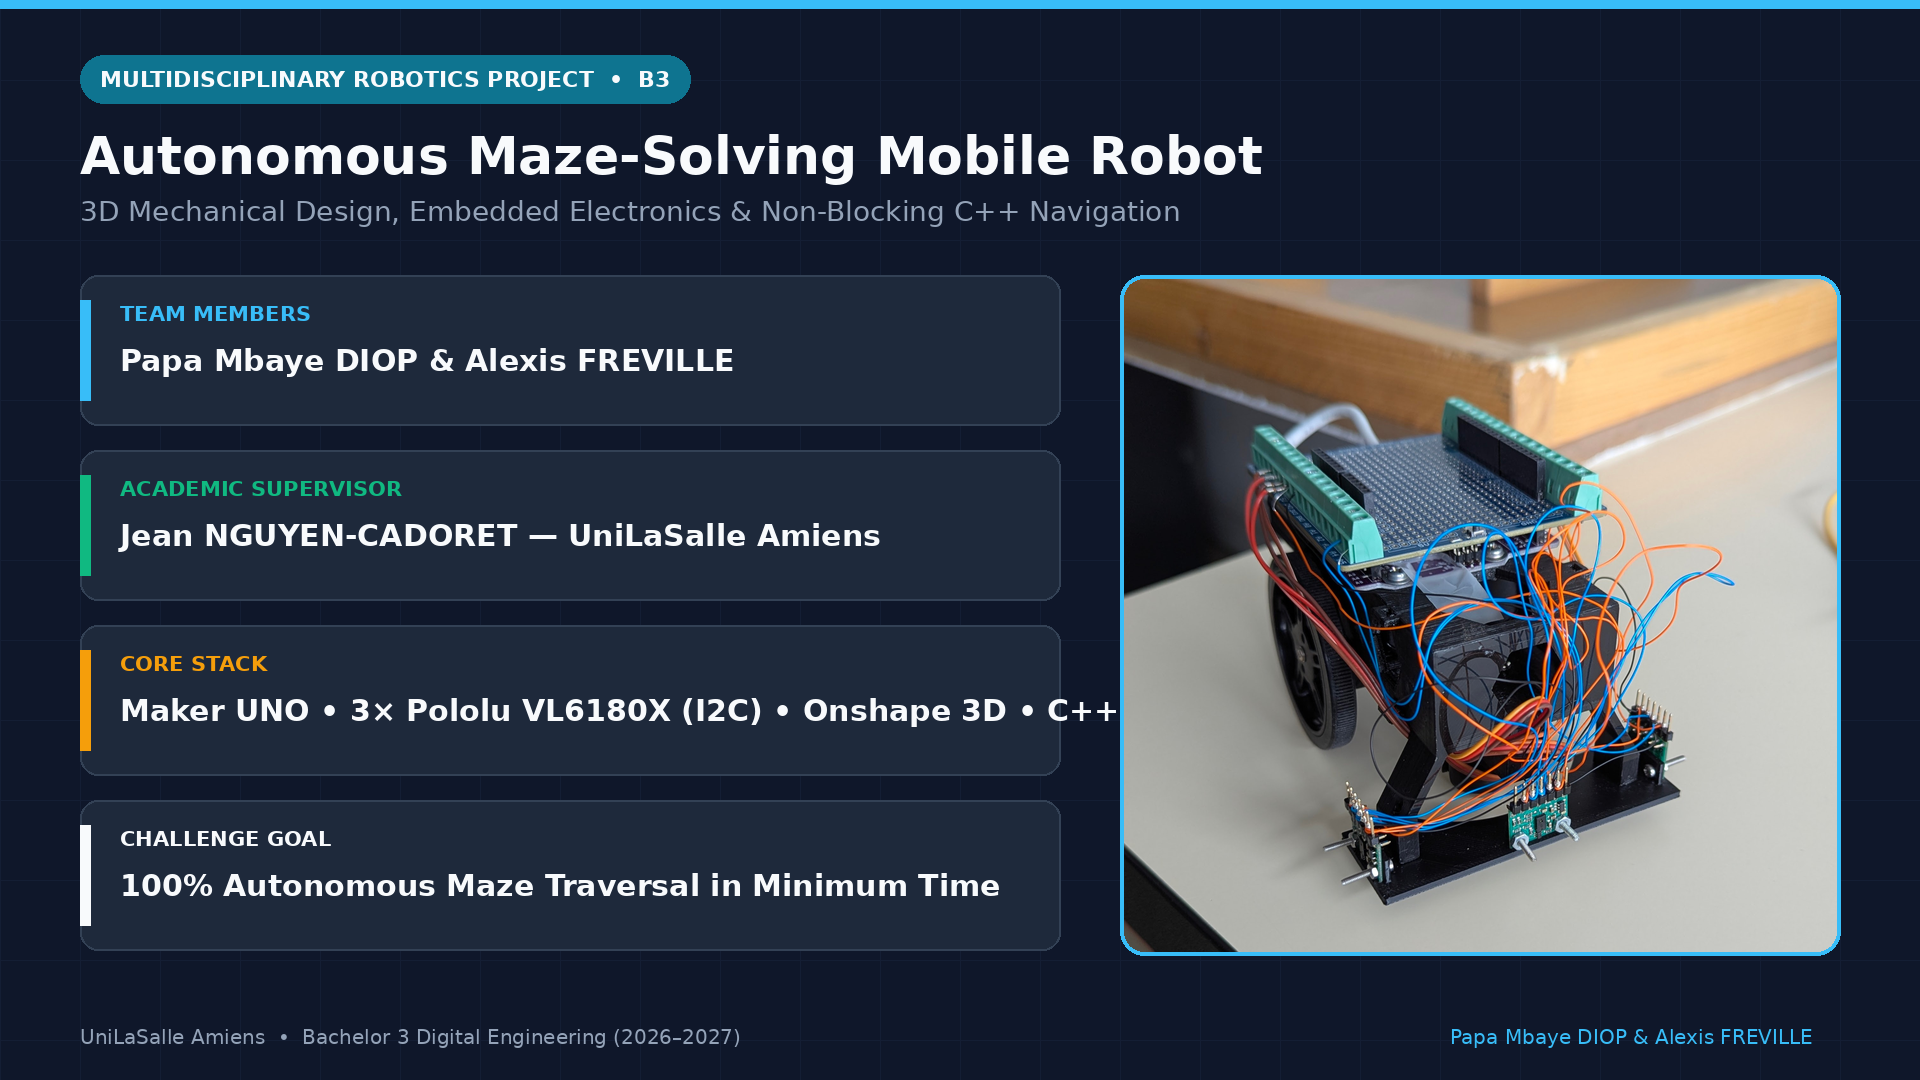 MULTIDISCIPLINARY ROBOTICS PROJECT • B3
Autonomous Maze-Solving Mobile Robot
3D Mechanical Design, Embedded Electronics & Non-Blocking C++ Navigation
TEAM MEMBERS
Papa Mbaye DIOP & Alexis FREVILLE
ACADEMIC SUPERVISOR
Jean NGUYEN-CADORET — UniLaSalle Amiens
CORE STACK
Maker UNO • 3× Pololu VL6180X (I2C) • Onshape 3D • C++
CHALLENGE GOAL
100% Autonomous Maze Traversal in Minimum Time
UniLaSalle Amiens • Bachelor 3 Digital Engineering (2026–2027)
Papa Mbaye DIOP & Alexis FREVILLE